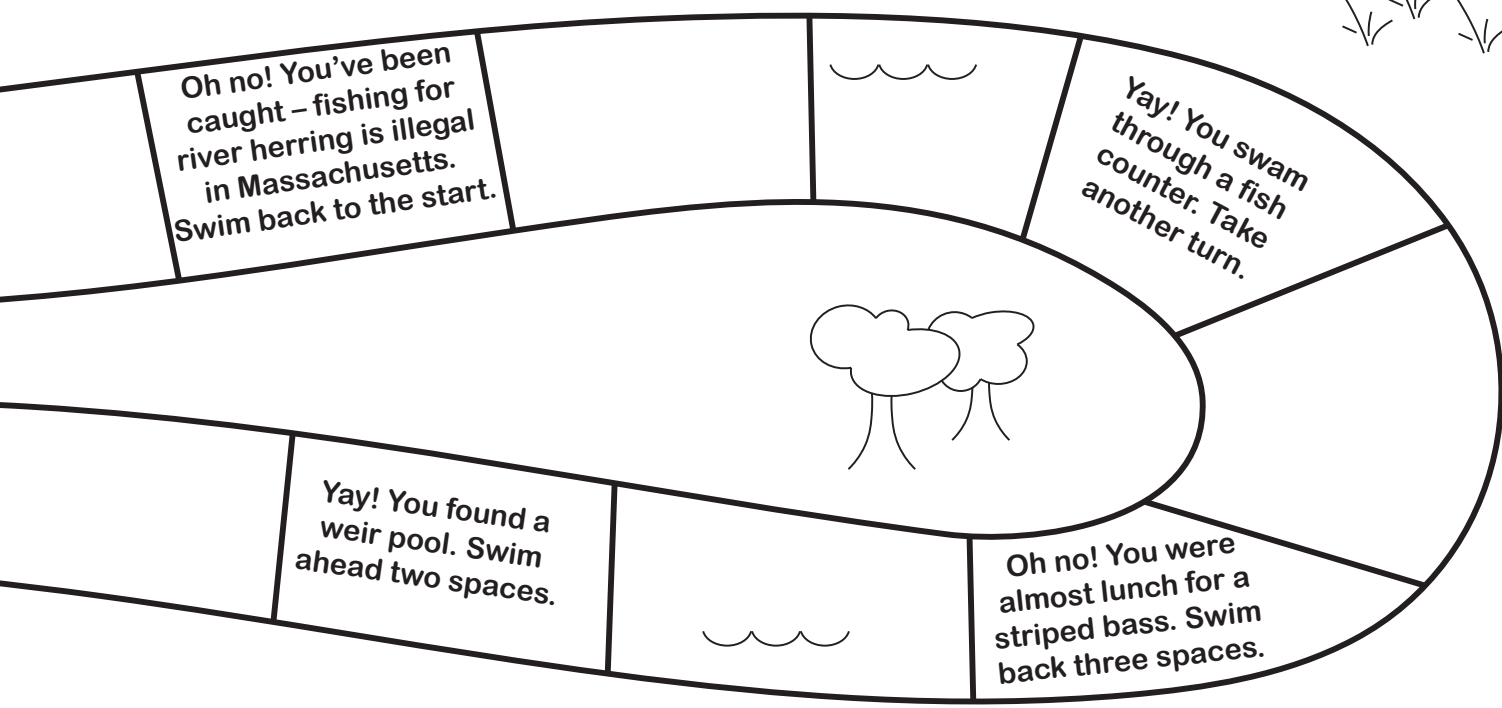 Oh no! You’ve been
caught – fishing for
river herring is illegal
in Massachusetts.
Swim back to the start.
Yay! You swam
through a fish
counter. Take
another turn.
Yay! You found a
weir pool. Swim
ahead two spaces.
Oh no! You were
almost lunch for a
striped bass. Swim
back three spaces.